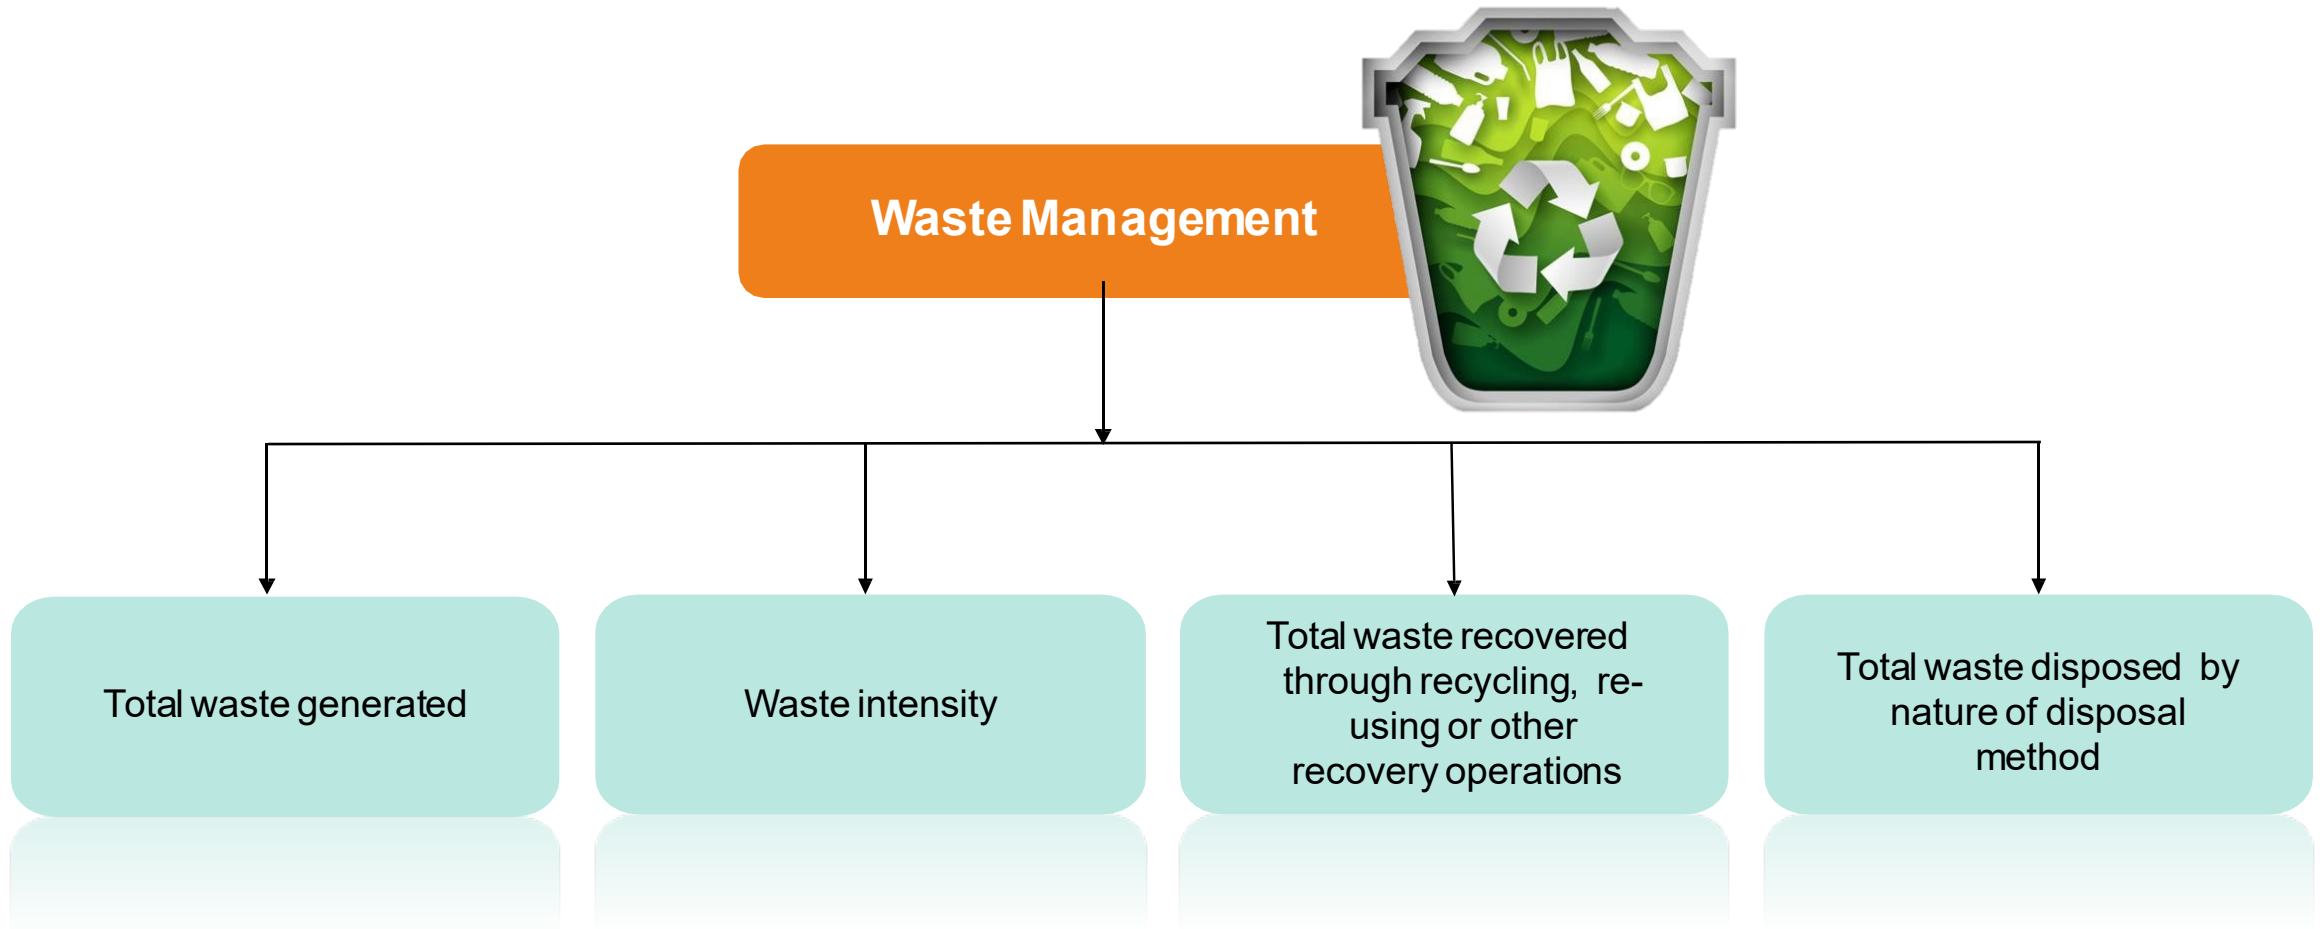 Waste Management
Total waste generated
Waste intensity
Total waste recovered
through recycling, re-
using or other
recovery operations
Total waste disposed by
nature of disposal
method